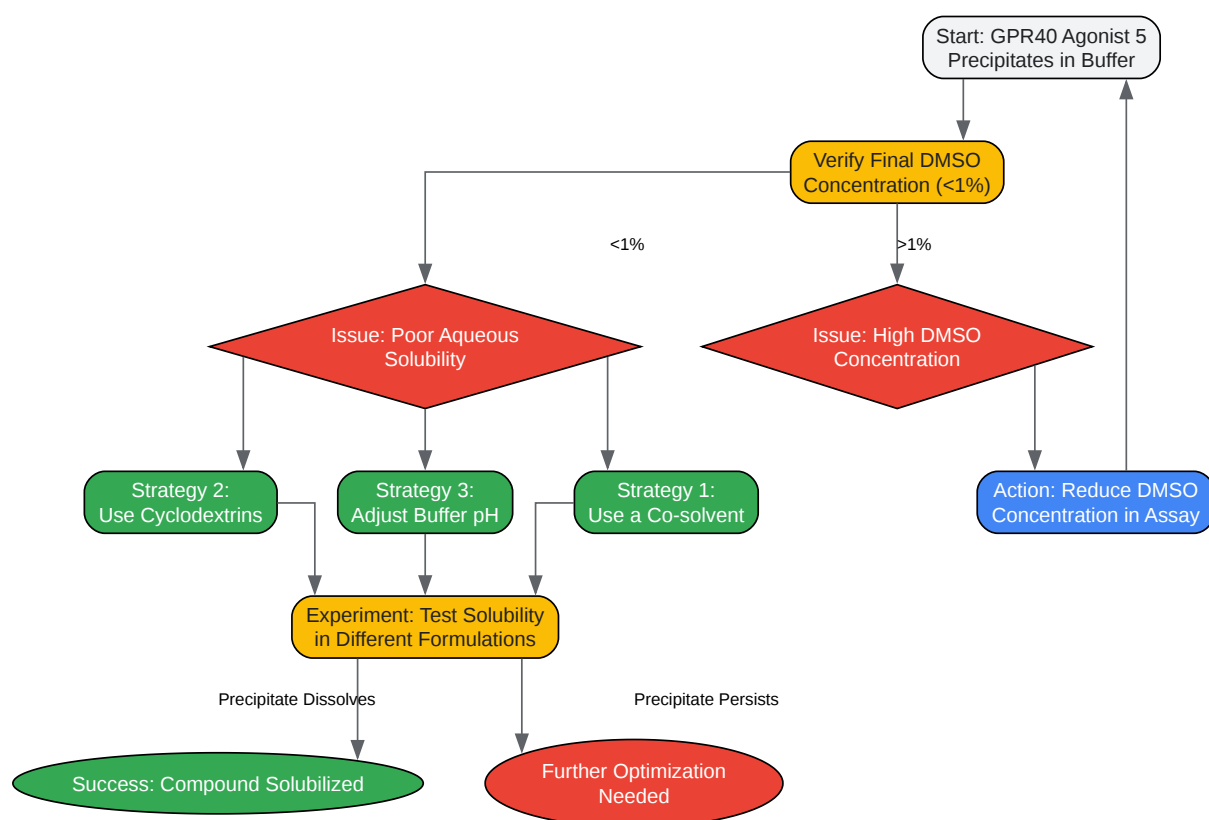 Start: GPR40 Agonist 5
Precipitates in Buffer
Verify Final DMSO
Concentration (<1%)
<1%
>1%
Issue: Poor Aqueous
Solubility
Issue: High DMSO
Concentration
Strategy 2:
Use Cyclodextrins
Strategy 3:
Adjust Buffer pH
Strategy 1:
Use a Co-solvent
Action: Reduce DMSO
Concentration in Assay
Experiment: Test Solubility
in Different Formulations
Precipitate Dissolves
Precipitate Persists
Success: Compound Solubilized
Further Optimization
Needed